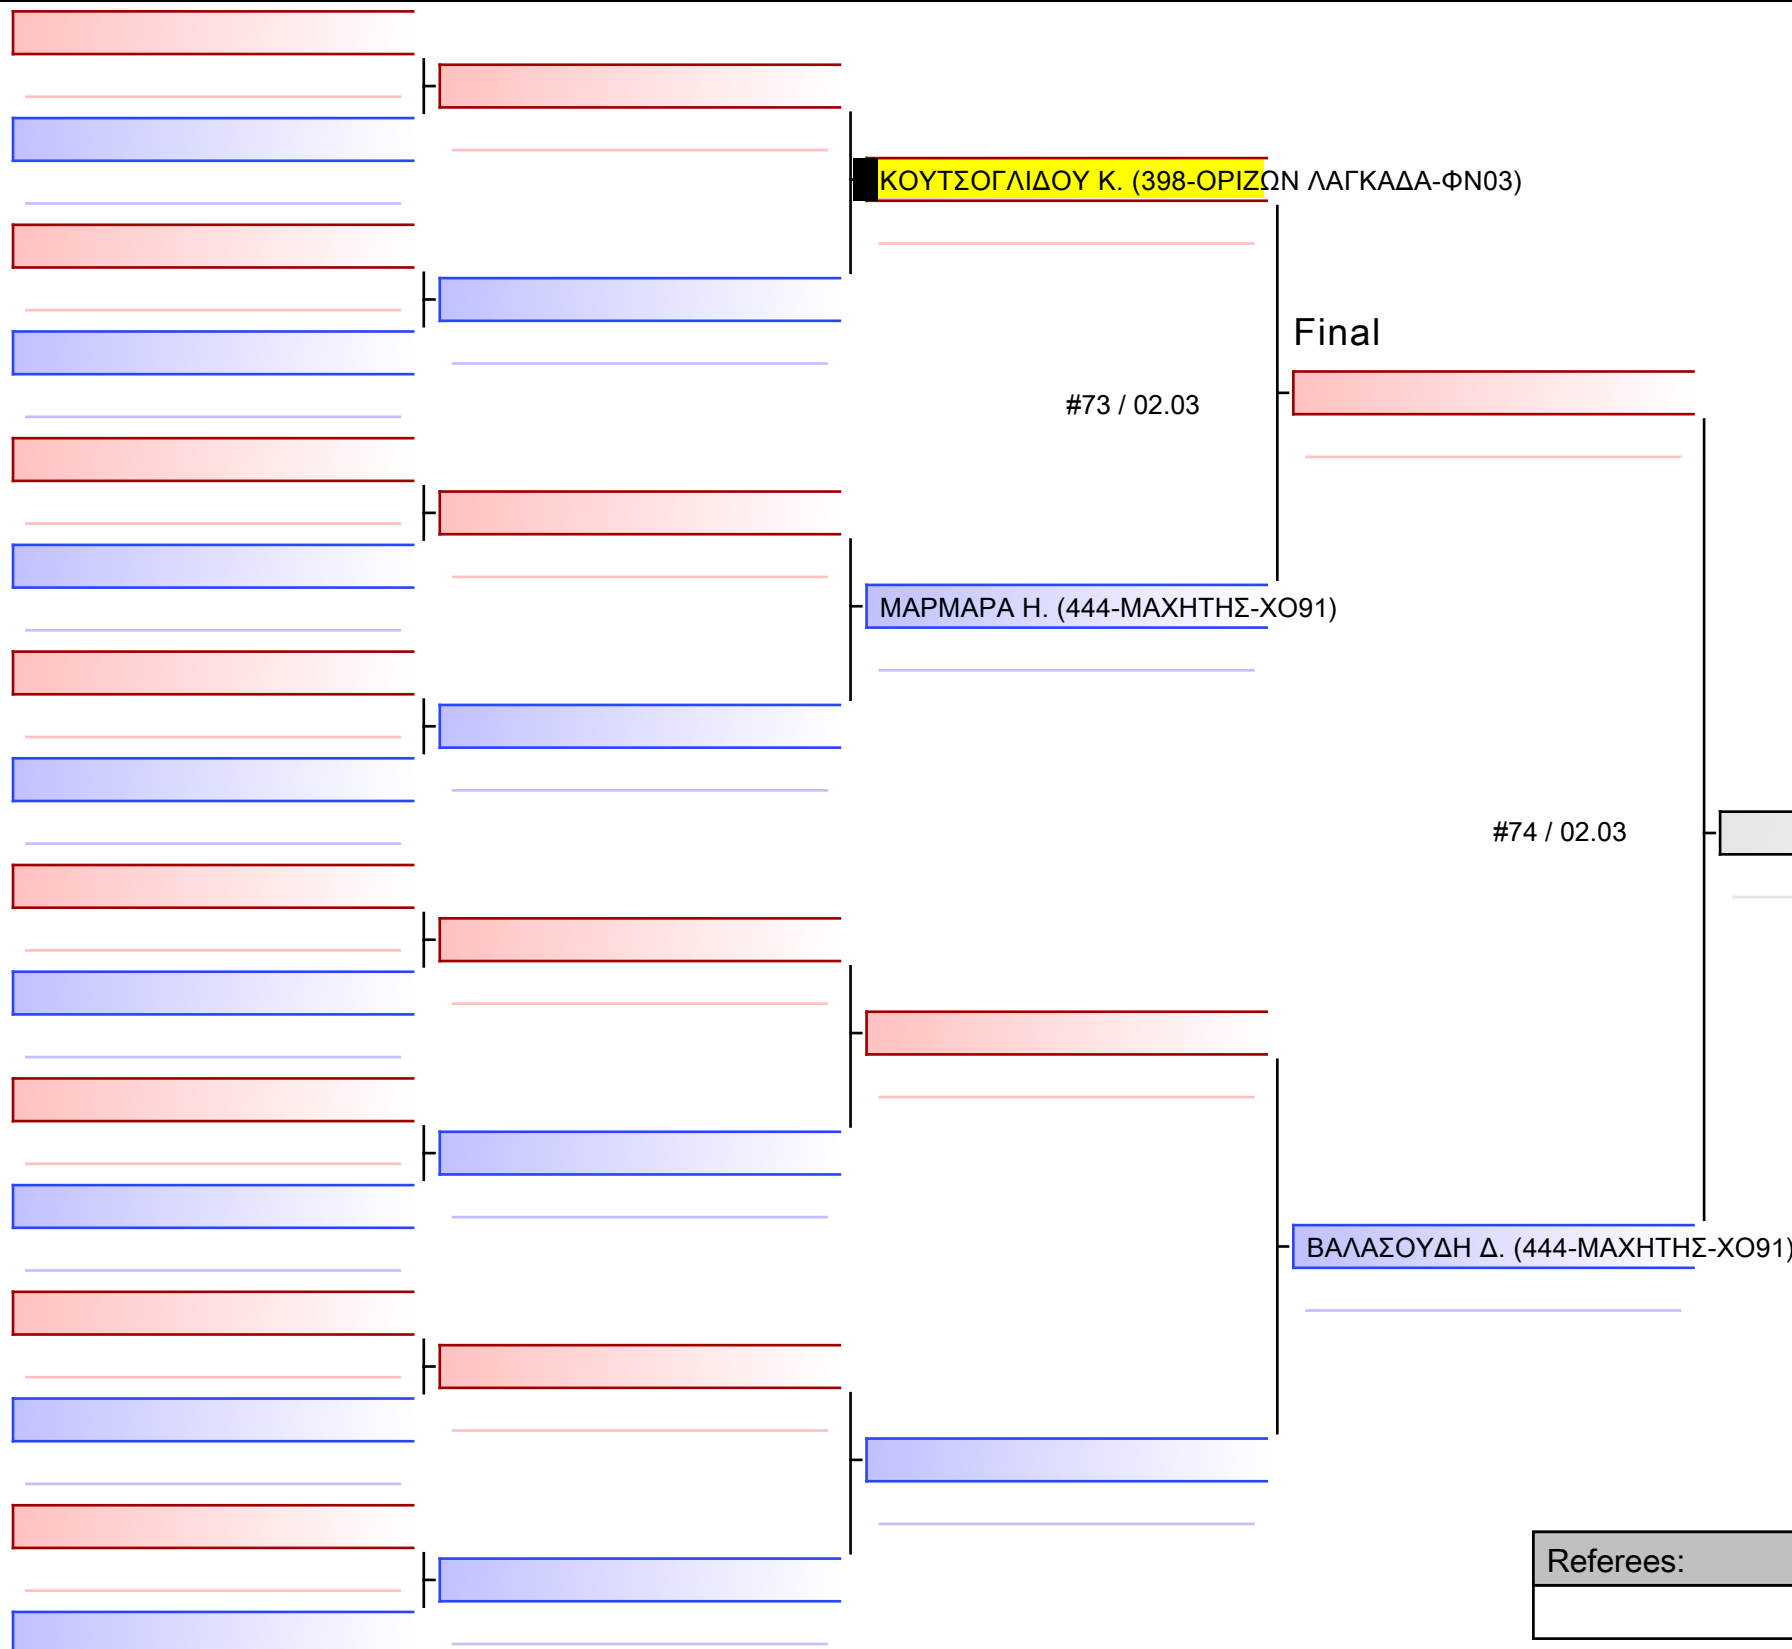 ΚΟΥΤΣΟΓΛΙΔΟΥ Κ. (398-ΟΡΙΖΩΝ ΛΑΓΚΑΔΑ-ΦΝ03)
Final
#73 / 02.03
ΜΑΡΜΑΡΑ Η. (444-ΜΑΧΗΤΗΣ-ΧΟ91)
#74 / 02.03
ΒΑΛΑΣΟΥΔΗ Δ. (444-ΜΑΧΗΤΗΣ-ΧΟ91)
Referees: